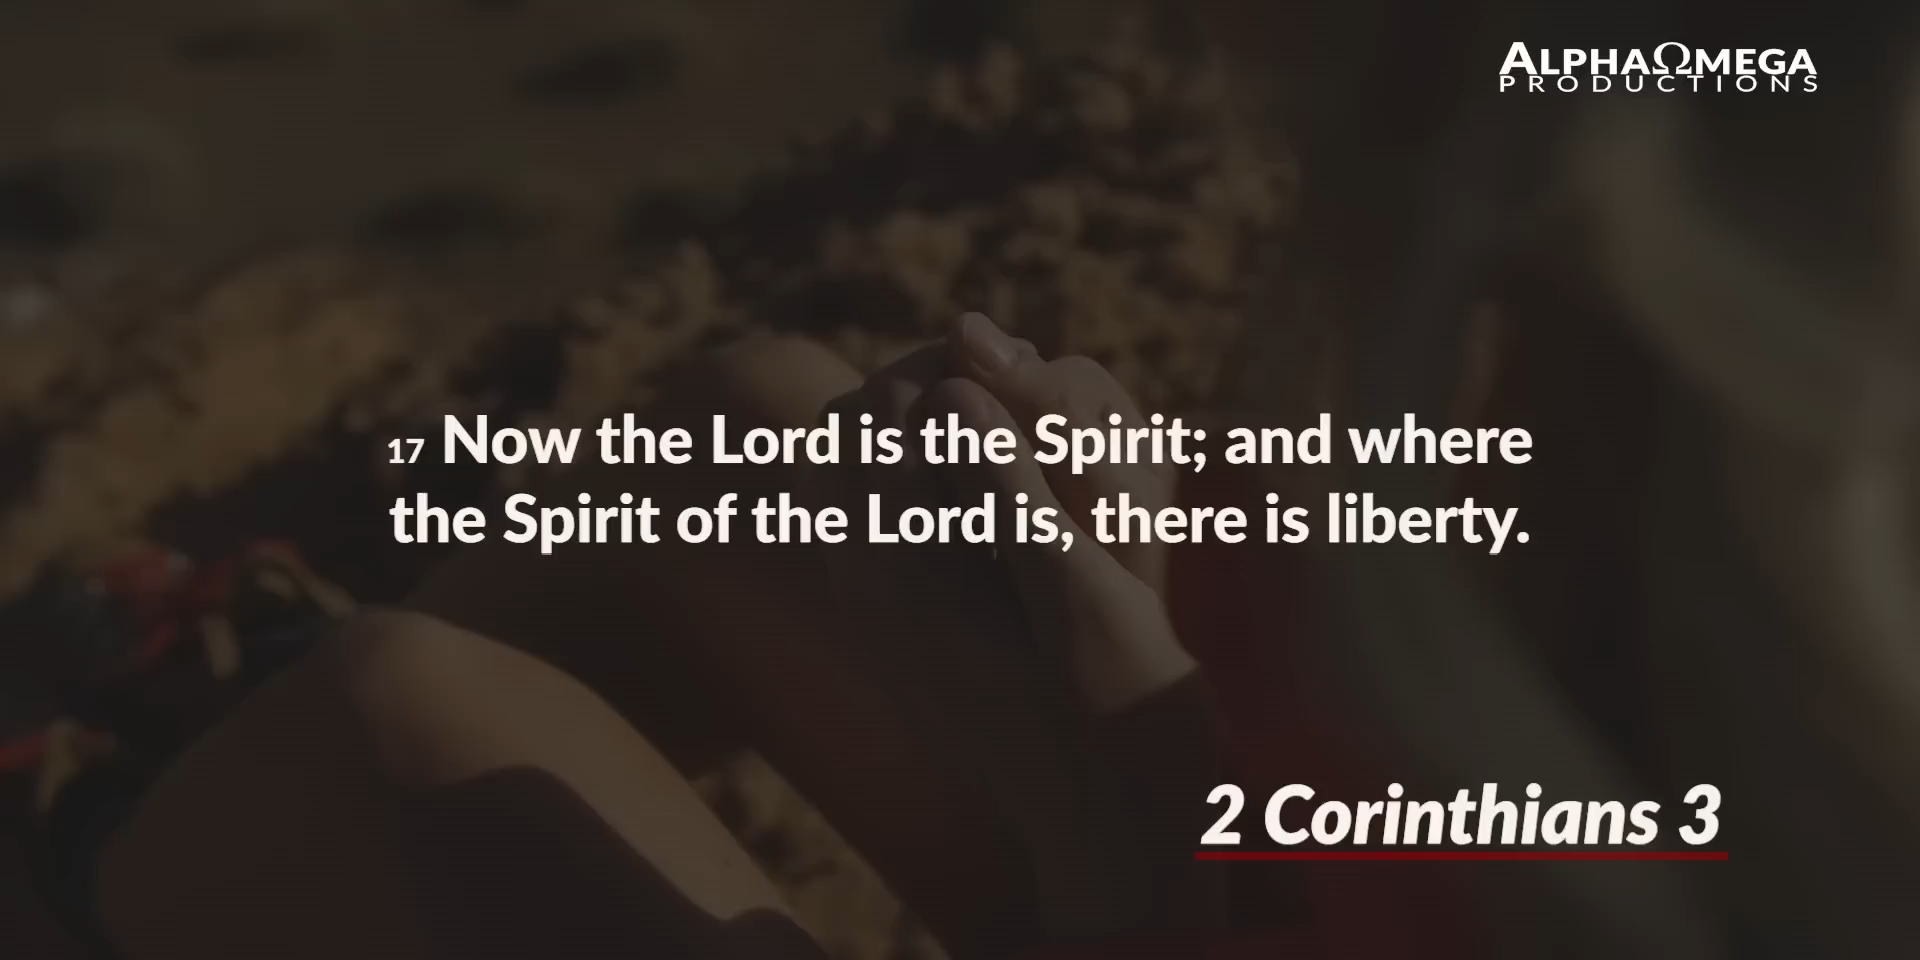 AlphaΩmega
PRODUCTIONS
17 Now the Lord is the Spirit; and where
the Spirit of the Lord is, there is liberty.
2 Corinthians 3